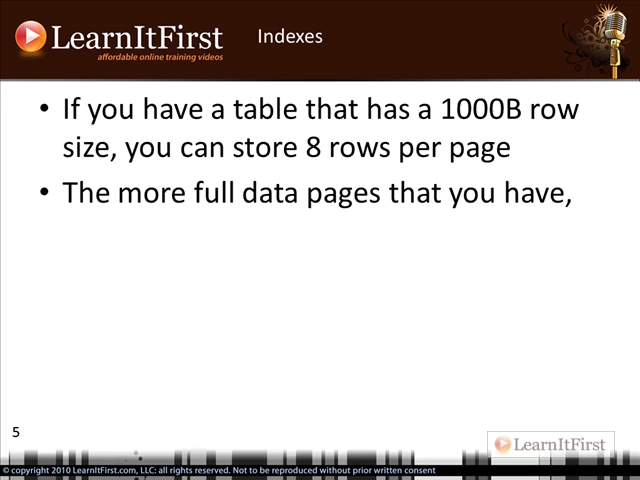 LearnItFirst
affordable online training videos
Indexes
• If you have a table that has a 1000B row
size, you can store 8 rows per page
• The more full data pages that you have,
5
LearnItFirst
© copyright 2010 LearnItFirst.com, LLC: all rights reserved. Not to be reproduced without prior written consent